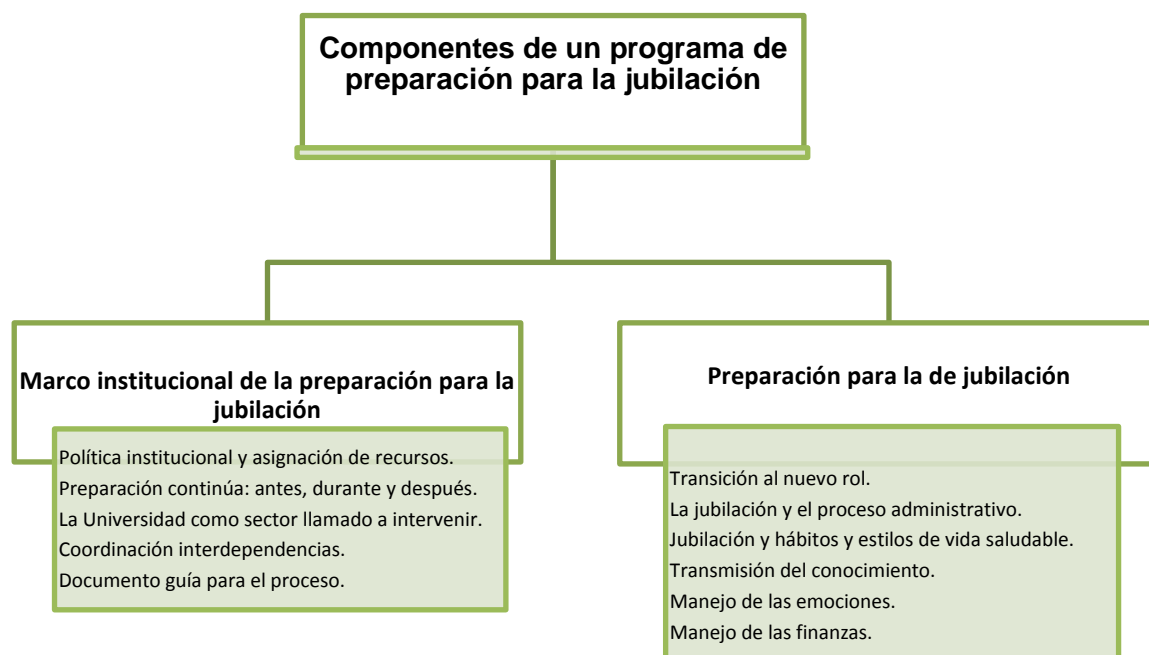 Componentes de un programa de
preparación para la jubilación
Marco institucional de la preparación para la
jubilación
Política institucional y asignación de recursos.
Preparación continúa: antes, durante y después.
La Universidad como sector llamado a intervenir.
Coordinación interdependencias.
Documento guía para el proceso.
Preparación para la de jubilación
Transición al nuevo rol.
La jubilación y el proceso administrativo.
Jubilación y hábitos y estilos de vida saludable.
Transmisión del conocimiento.
Manejo de las emociones.
Manejo de las finanzas.